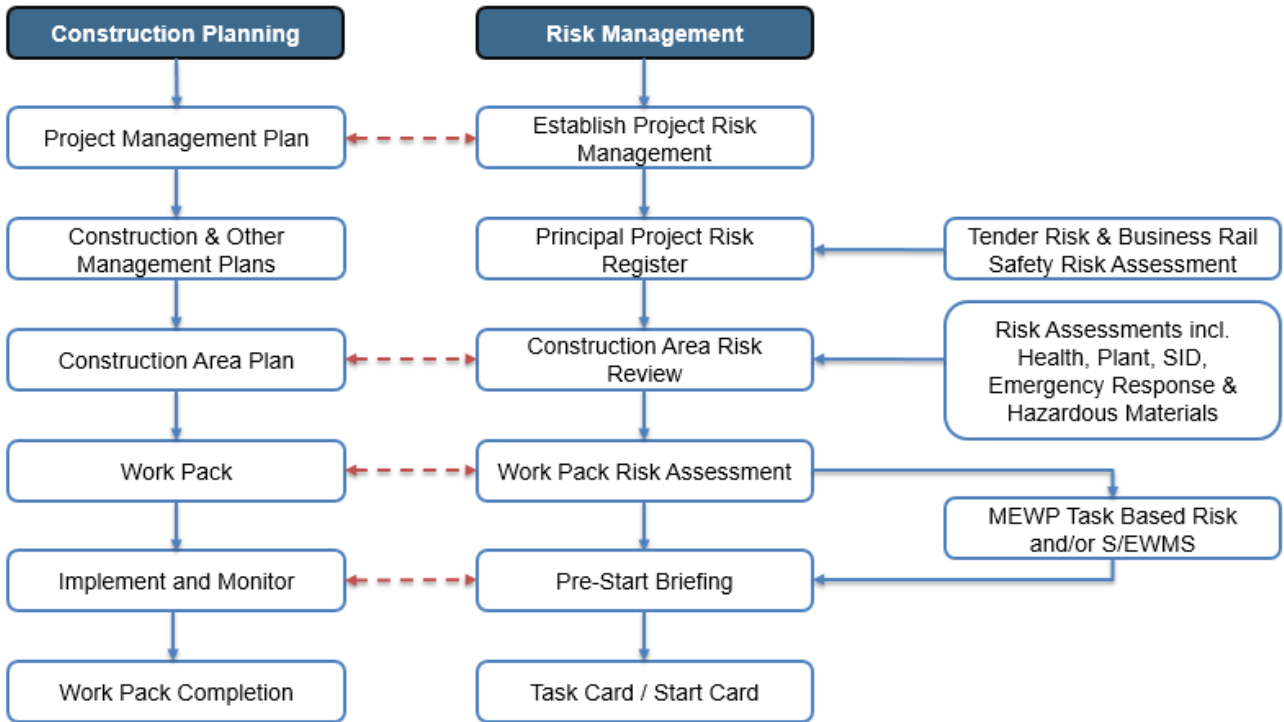 Construction Planning
Risk Management
Project Management Plan
Establish Project Risk
Management
Construction & Other
Management Plans
Principal Project Risk
Register
Tender Risk & Business Rail
Safety Risk Assessment
Construction Area Plan
Construction Area Risk
Review
Risk Assessments incl.
Health, Plant, SID,
Emergency Response &
Hazardous Materials
Work Pack
Work Pack Risk Assessment
MEWP Task Based Risk
and/or S/EWMS
Implement and Monitor
Pre-Start Briefing
Work Pack Completion
Task Card / Start Card